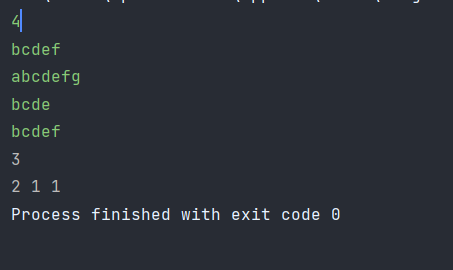 4
bcdef
abcdefg
bcde
bcdef
3
2 1 1
Process finished with exit code 0